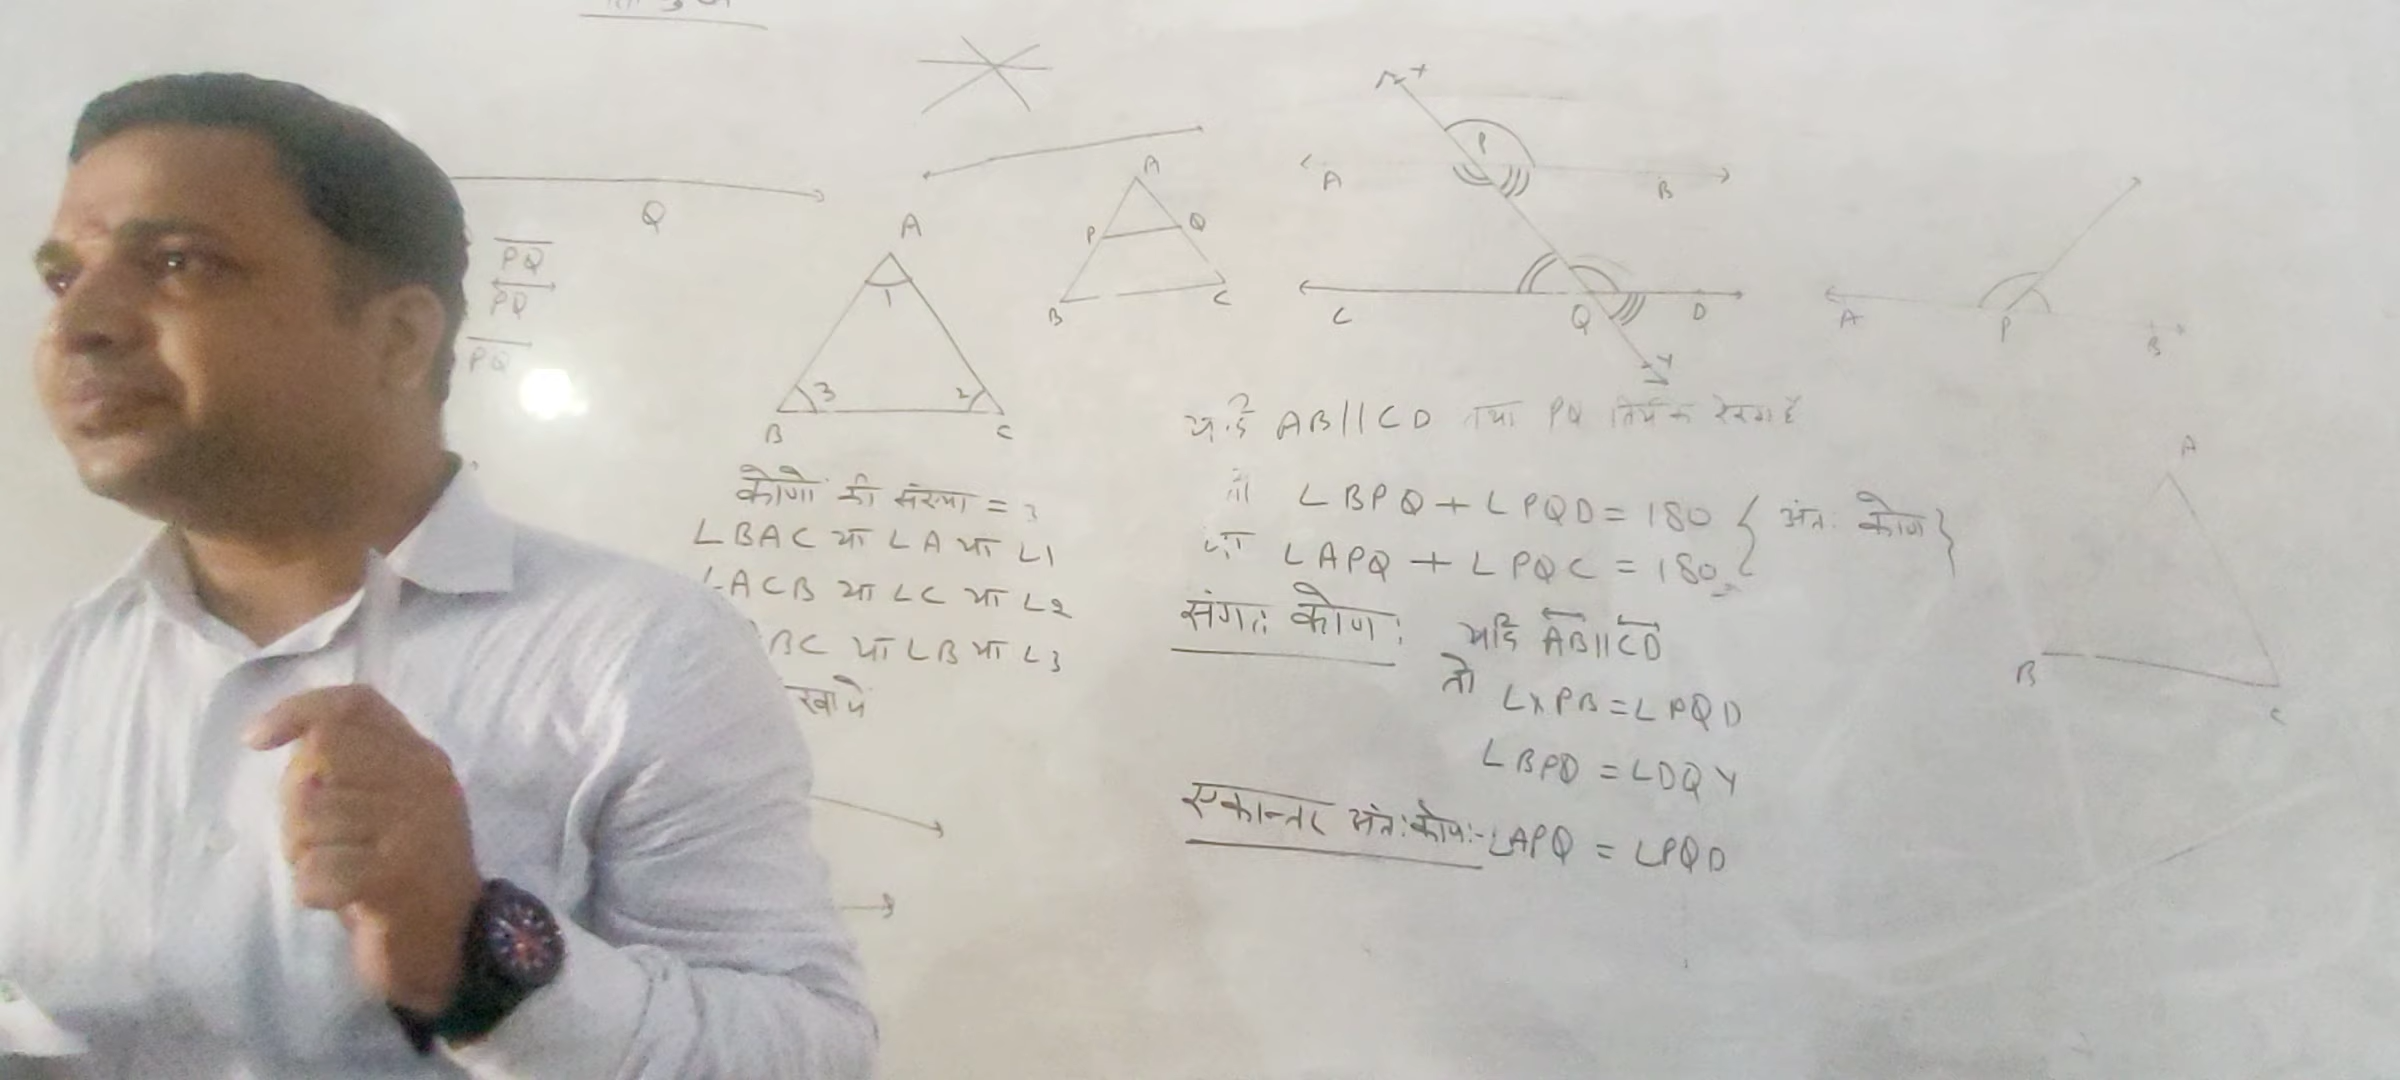 Q
PQ
PQ
PQ
A
1
3
2
B
C
A
P
Q
B
C
X
P
A
B
C
Q
D
Y
A
P
B
कोणों की संख्या = 3
∠BAC या ∠A या ∠1
∠ACB या ∠C या ∠2
BC या ∠B या ∠3
यदि AB||CD तथा PQ तिर्यक रेखा है
तो ∠BPQ + ∠PQD = 180 { अंतः कोण }
∠APQ + ∠PQC = 180
संगतः कोण: यदि AB||CD
तो ∠XPB = ∠PQD
∠BPQ = ∠DQY
एकान्तर अंतः कोण:- ∠APQ = ∠PQD
A
B
C